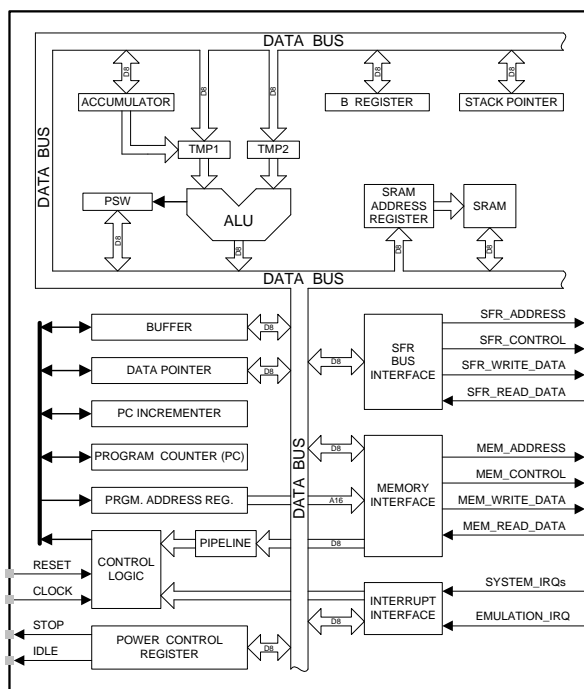 DATA BUS
D8
D8
D8
D8
D8
ACCUMULATOR
B REGISTER
STACK POINTER
DATA BUS
TMP1
TMP2
PSW
ALU
SRAM
ADDRESS
REGISTER
SRAM
D8
D8
D8
D8
DATA BUS
BUFFER
D8
DATA POINTER
D8
PC INCREMENTER
PROGRAM COUNTER (PC)
PRGM. ADDRESS REG.
A16
DATA BUS
D8
SFR
BUS
INTERFACE
SFR_ADDRESS
SFR_CONTROL
SFR_WRITE_DATA
SFR_READ_DATA
D8
MEMORY
INTERFACE
MEM_ADDRESS
MEM_CONTROL
MEM_WRITE_DATA
MEM_READ_DATA
CONTROL
LOGIC
PIPELINE
D8
RESET
CLOCK
INTERRUPT
INTERFACE
SYSTEM_IRQs
EMULATION_IRQ
D8
STOP
IDLE
POWER CONTROL
REGISTER
D8